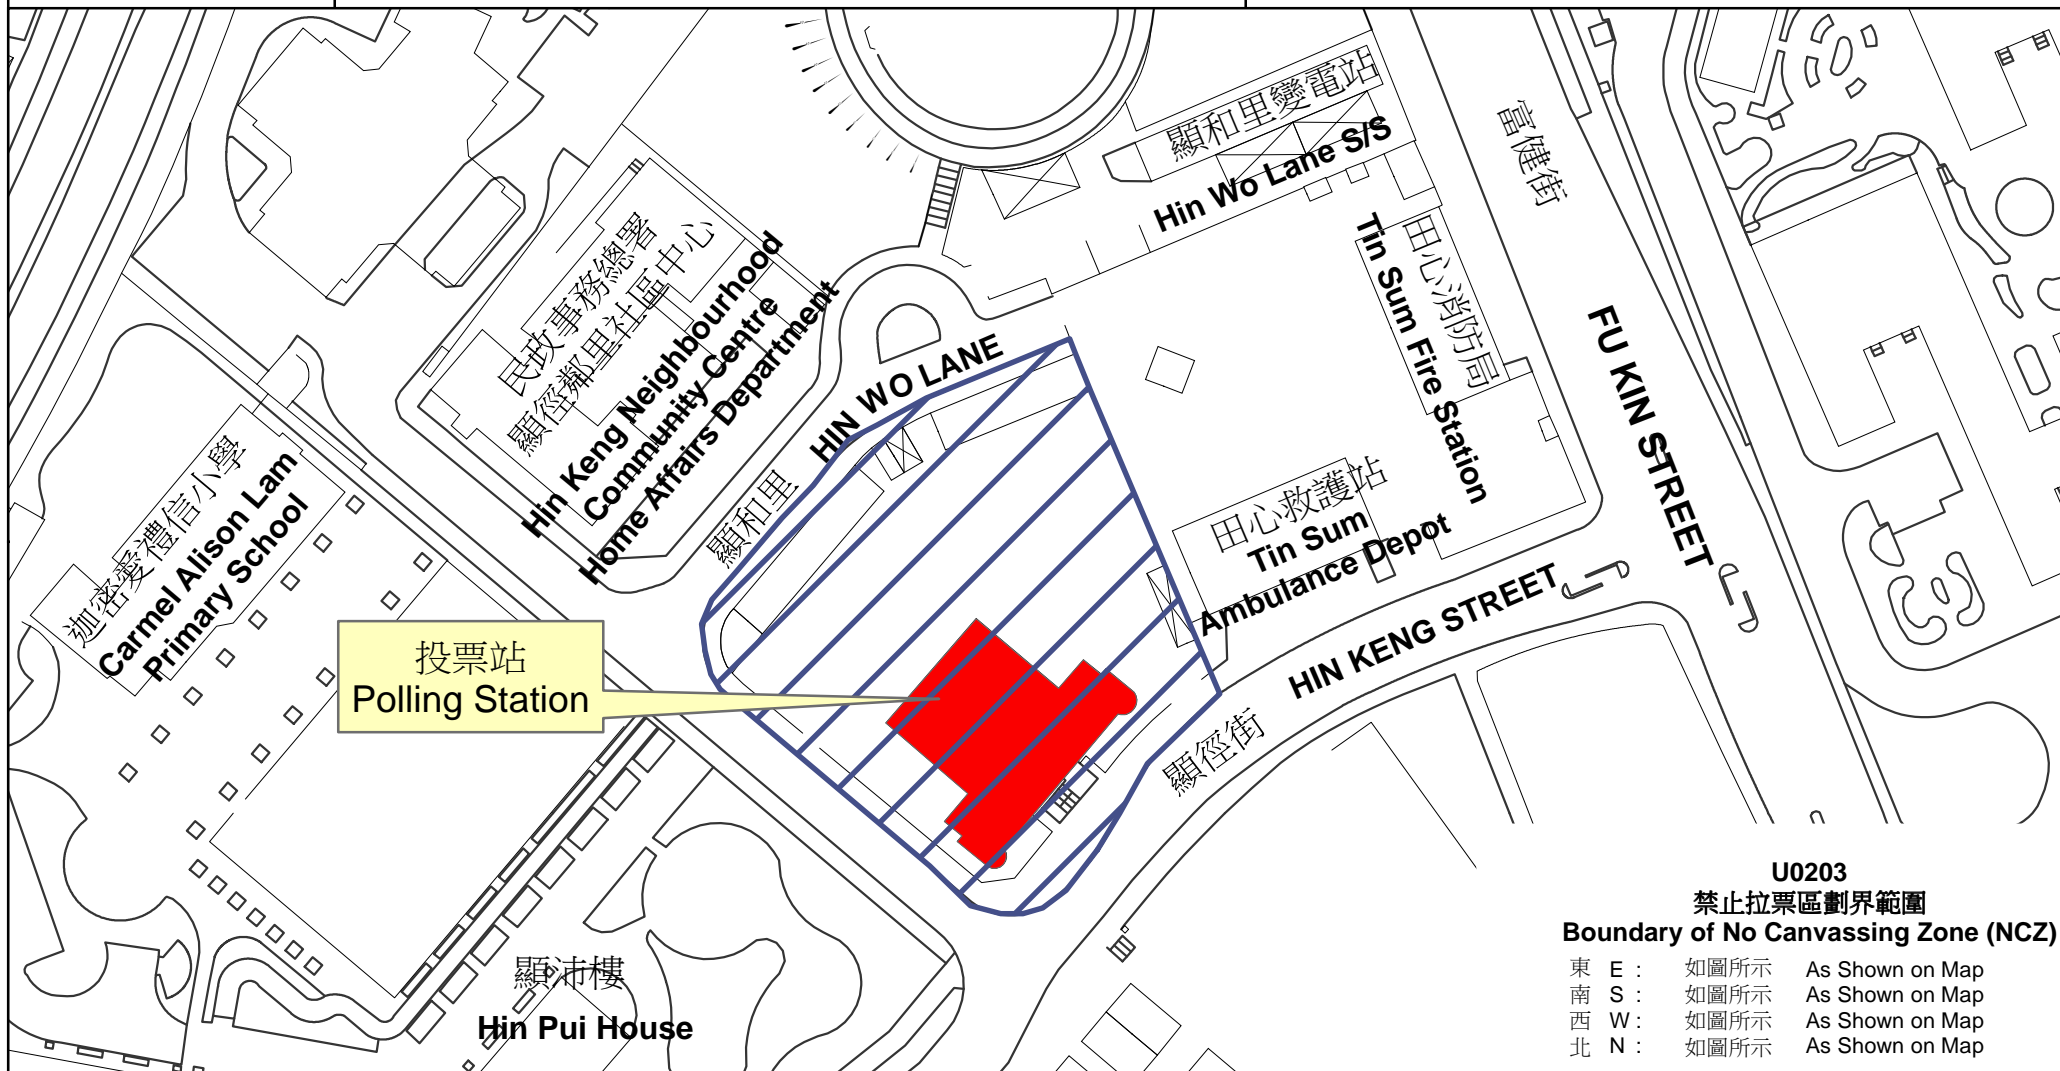 顯和里變電站
Hin Wo Lane S/S
富健街
FU KIN STREET
民政事務總署
顯徑鄰里社區中心
Hin Keng Neighbourhood
Community Centre
Home Affairs Department
田心消防局
Tin Sum Fire Station
HIN WO LANE
顯和里
迦密愛禮信小學
Carmel Alison Lam
Primary School
田心救護站
Tin Sum
Ambulance Depot
HIN KENG STREET
顯徑街
投票站
Polling Station
顯沛樓
Hin Pui House
U0203
禁止拉票區劃界範圍
Boundary of No Canvassing Zone (NCZ)
東 E : 如圖所示 As Shown on Map
南 S : 如圖所示 As Shown on Map
西 W : 如圖所示 As Shown on Map
北 N : 如圖所示 As Shown on Map